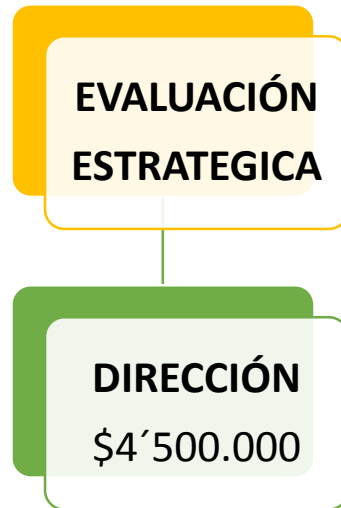 EVALUACIÓN
ESTRATEGICA
DIRECCIÓN
$4´500.000